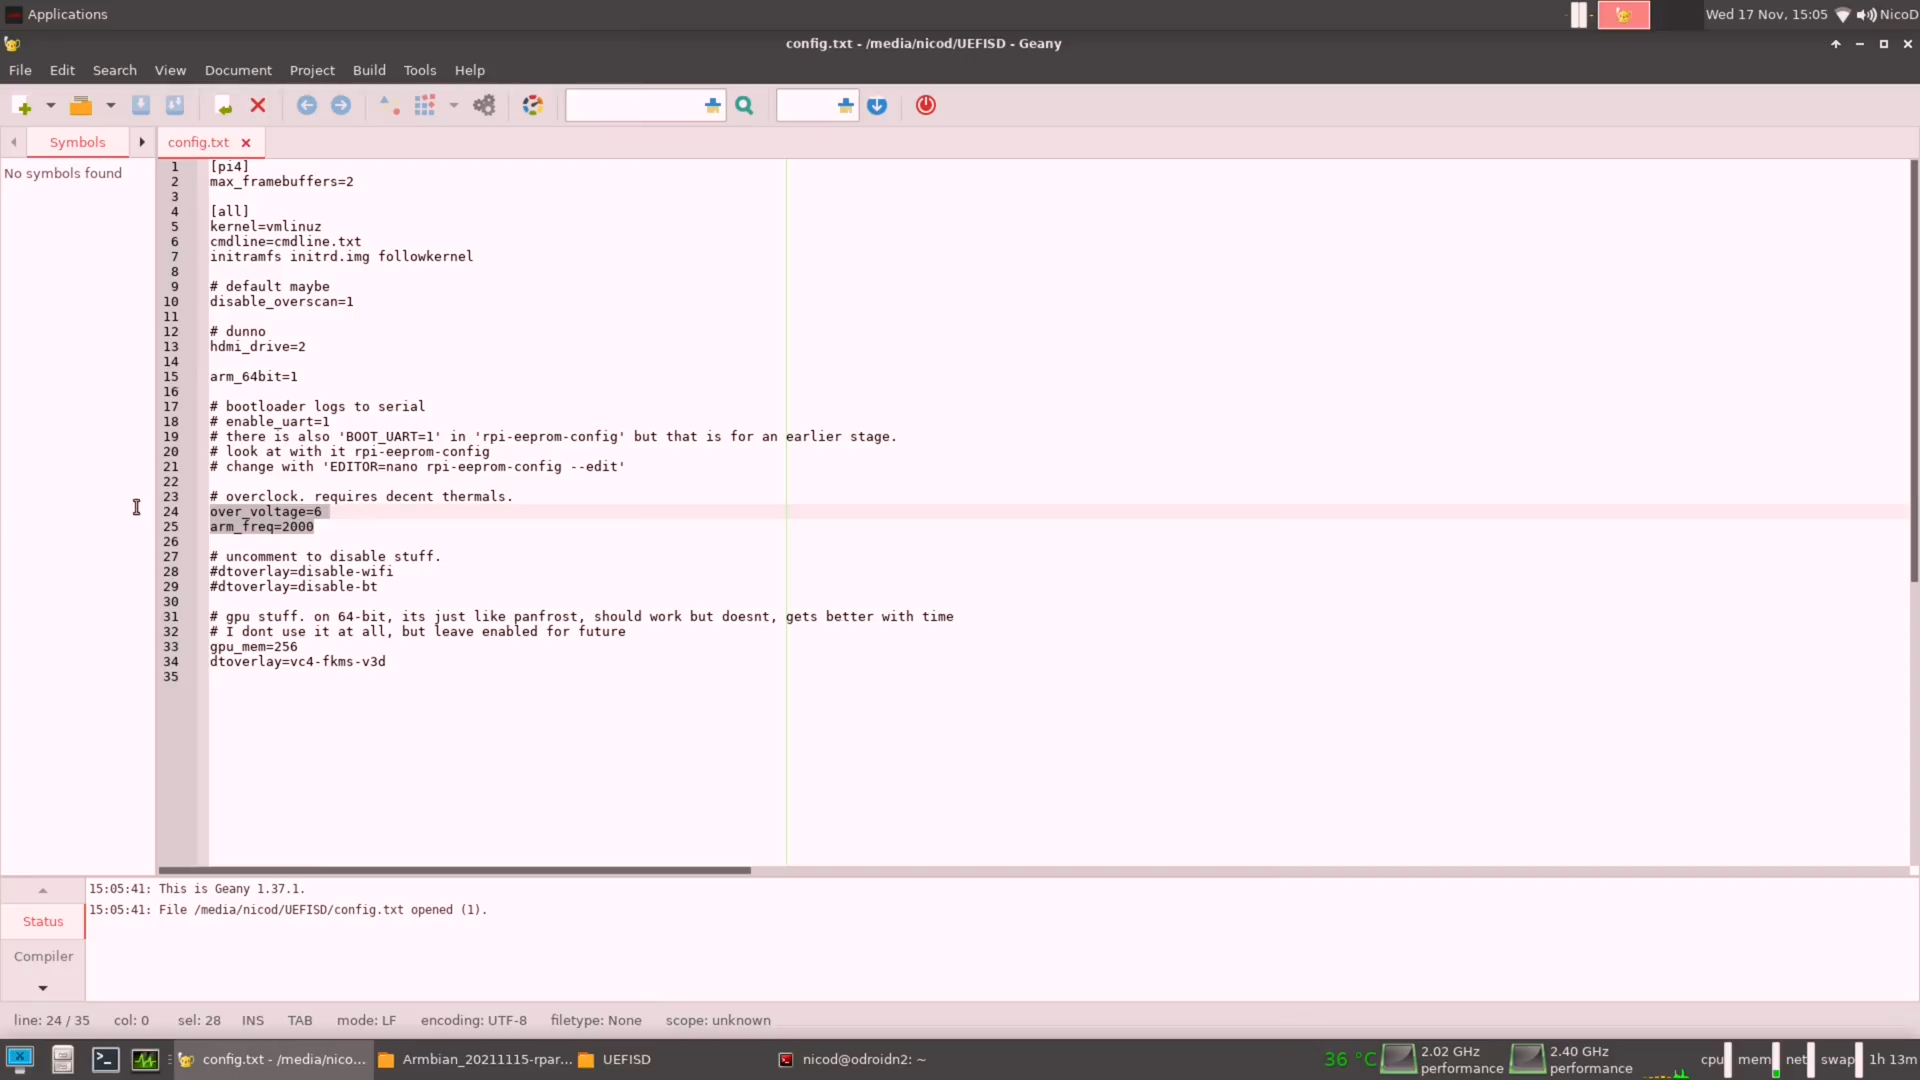 Applications
Wed 17 Nov, 15:05
NicoD
config.txt - /media/nicod/UEFISD - Geany
File Edit Search View Document Project Build Tools Help
Symbols
config.txt
No symbols found
1 [pi4]
2 max_framebuffers=2
3
4 [all]
5 kernel=vmlinuz
6 cmdline=cmdline.txt
7 initramfs initrd.img followkernel
8
9 # default maybe
10 disable_overscan=1
11
12 # dunno
13 hdmi_drive=2
14
15 arm_64bit=1
16
17 # bootloader logs to serial
18 # enable_uart=1
19 # there is also 'BOOT_UART=1' in 'rpi-eeprom-config' but that is for an earlier stage.
20 # look at with it rpi-eeprom-config
21 # change with 'EDITOR=nano rpi-eeprom-config --edit'
22
23 # overclock. requires decent thermals.
24 over_voltage=6
25 arm_freq=2000
26
27 # uncomment to disable stuff.
28 #dtoverlay=disable-wifi
29 #dtoverlay=disable-bt
30
31 # gpu stuff. on 64-bit, its just like panfrost, should work but doesnt, gets better with time
32 # I dont use it at all, but leave enabled for future
33 gpu_mem=256
34 dtoverlay=vc4-fkms-v3d
35
15:05:41: This is Geany 1.37.1.
15:05:41: File /media/nicod/UEFISD/config.txt opened (1).
Status
Compiler
line: 24 / 35 col: 0 sel: 28 INS TAB mode: LF encoding: UTF-8 filetype: None scope: unknown
config.txt - /media/nico...
Armbian_20211115-rpar...
UEFISD
nicod@odroidn2: ~
36 °C
2.02 GHz
performance
2.40 GHz
performance
cpu
mem
net
swap
1h 13m